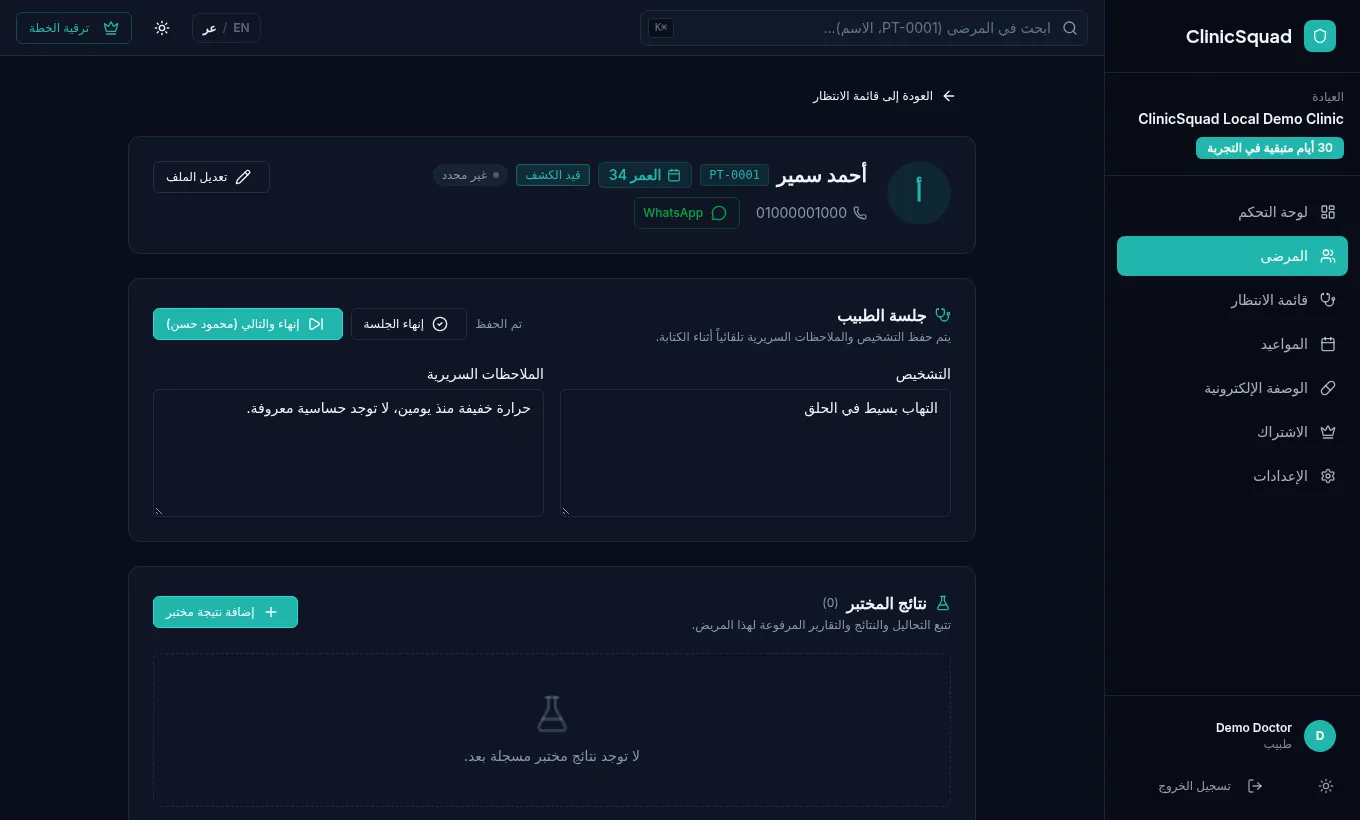 ClinicSquad
العيادة
ClinicSquad Local Demo Clinic
30 أيام متبقية في التجربة
لوحة التحكم
المرضى
قائمة الانتظار
المواعيد
الوصفة الإلكترونية
الاشتراك
الإعدادات
Demo Doctor
D
طبيب
تسجيل الخروج
ابحث في المرضى (PT-0001، الاسم)...
⌘K
EN / عر
ترقية الخطة
العودة إلى قائمة الانتظار
أ
أحمد سمير PT-0001 العمر 34 قيد الكشف غير محدد
تعديل الملف
01000001000 WhatsApp
جلسة الطبيب
يتم حفظ التشخيص والملاحظات السريرية تلقائياً أثناء الكتابة.
تم الحفظ
إنهاء الجلسة
إنهاء والتالي (محمود حسن)
التشخيص
التهاب بسيط في الحلق
الملاحظات السريرية
حرارة خفيفة منذ يومين، لا توجد حساسية معروفة.
نتائج المختبر (0)
تتبع التحاليل والنتائج والتقارير المرفوعة لهذا المريض.
إضافة نتيجة مختبر
لا توجد نتائج مختبر مسجلة بعد.